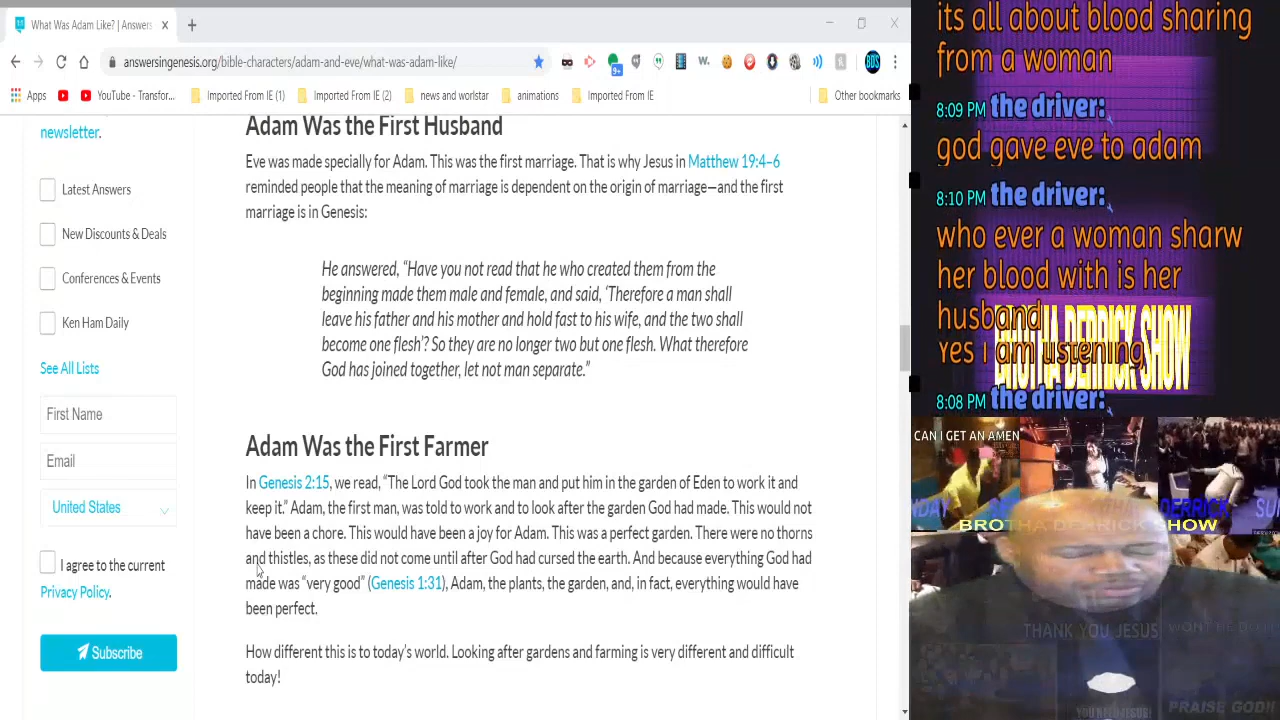 What Was Adam Like? | Answers
answersingenesis.org/bible-characters/adam-and-eve/what-was-adam-like/
9+
W.
BDS
Apps
YouTube - Transfor...
Imported From IE (1)
Imported From IE (2)
news and worlstar
animations
Imported From IE
Other bookmarks
newsletter.
Latest Answers
New Discounts & Deals
Conferences & Events
Ken Ham Daily
See All Lists
First Name
Email
United States
I agree to the current
Privacy Policy.
Subscribe
Adam Was the First Husband
Eve was made specially for Adam. This was the first marriage. That is why Jesus in Matthew 19:4–6
reminded people that the meaning of marriage is dependent on the origin of marriage—and the first
marriage is in Genesis:
He answered, “Have you not read that he who created them from the
beginning made them male and female, and said, ‘Therefore a man shall
leave his father and his mother and hold fast to his wife, and the two shall
become one flesh’? So they are no longer two but one flesh. What therefore
God has joined together, let not man separate.”
Adam Was the First Farmer
In Genesis 2:15, we read, “The Lord God took the man and put him in the garden of Eden to work it and
keep it.” Adam, the first man, was told to work and to look after the garden God had made. This would not
have been a chore. This would have been a joy for Adam. This was a perfect garden. There were no thorns
and thistles, as these did not come until after God had cursed the earth. And because everything God had
made was “very good” (Genesis 1:31), Adam, the plants, the garden, and, in fact, everything would have
been perfect.
How different this is to today’s world. Looking after gardens and farming is very different and difficult
today!
its all about blood sharing
from a woman
8:09 PM the driver:
god gave eve to adam
8:10 PM the driver:
who ever a woman sharw
her blood with is her
husband
Yes I am listening
BROTHA DERRICK SHOW
8:08 PM the driver:
CAN I GET AN AMEN
DERRICK
BROTHA DERRICK SHOW
THANK YOU JESUS
PRAISE GOD!!